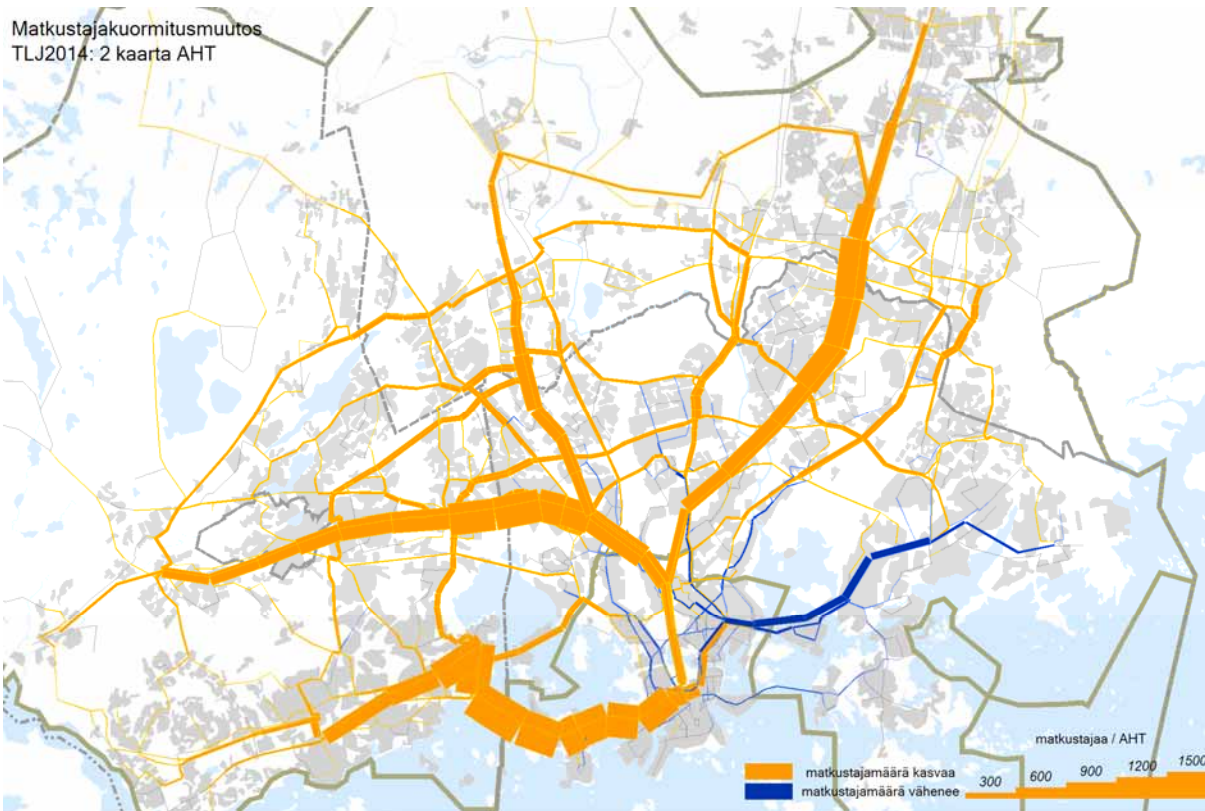 Matkustajakuormitusmuutos
TLJ2014: 2 kaarta AHT
matkustajaa / AHT
300 600 900 1200 1500
matkustajamäärä kasvaa
matkustajamäärä vähenee